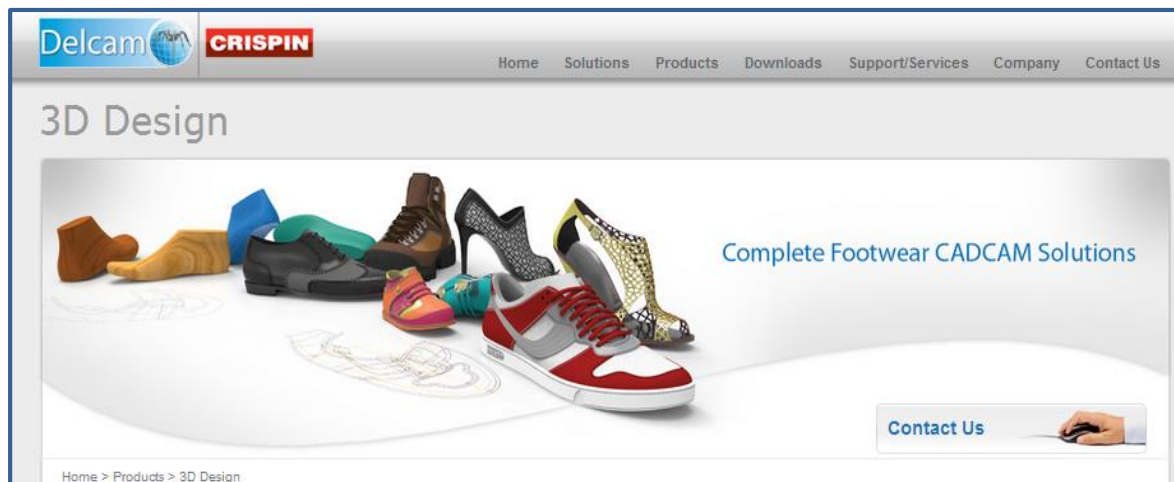 Delcam CRISPIN
Home Solutions Products Downloads Support/Services Company Contact Us
3D Design
Complete Footwear CADCAM Solutions
Contact Us
Home > Products > 3D Design